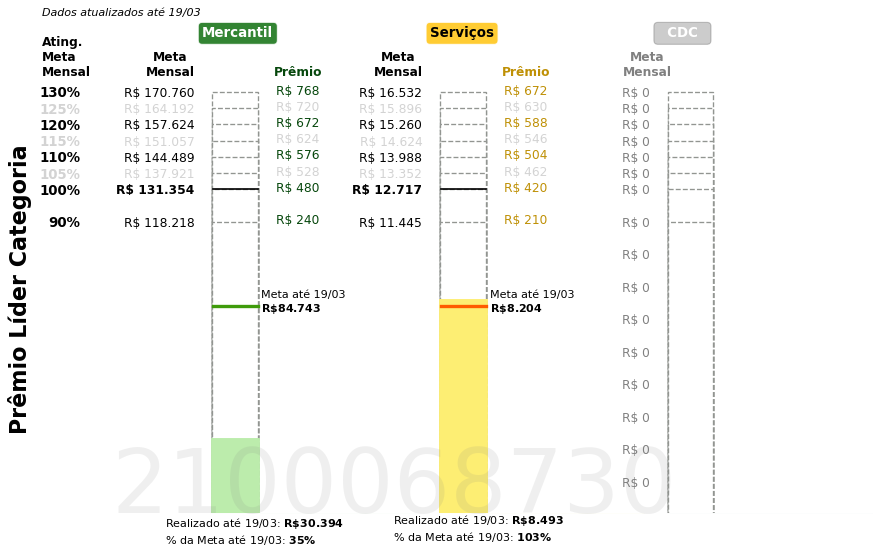 Dados atualizados até 19/03
Mercantil Serviços CDC
Ating. Meta Mensal Meta Mensal Prêmio Meta Mensal Prêmio Meta Mensal
130% R$ 170.760 R$ 768 R$ 16.532 R$ 672 R$ 0
125% R$ 164.192 R$ 720 R$ 15.896 R$ 630 R$ 0
120% R$ 157.624 R$ 672 R$ 15.260 R$ 588 R$ 0
115% R$ 151.057 R$ 624 R$ 14.624 R$ 546 R$ 0
110% R$ 144.489 R$ 576 R$ 13.988 R$ 504 R$ 0
105% R$ 137.921 R$ 528 R$ 13.352 R$ 462 R$ 0
100% R$ 131.354 R$ 480 R$ 12.717 R$ 420 R$ 0
90% R$ 118.218 R$ 240 R$ 11.445 R$ 210 R$ 0
R$ 0
R$ 0
Meta até 19/03 Meta até 19/03
R$84.743 R$8.204
R$ 0
R$ 0
R$ 0
R$ 0
R$ 0
R$ 0
Prêmio Líder Categoria
2100068730
Realizado até 19/03: R$30.394 Realizado até 19/03: R$8.493
% da Meta até 19/03: 35% % da Meta até 19/03: 103%